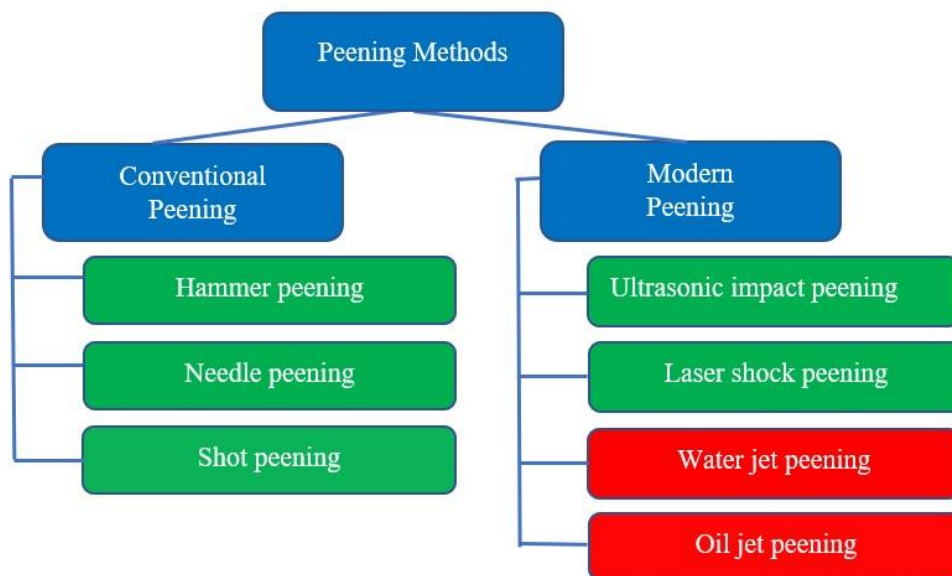 Peening Methods
Conventional
Peening
Hammer peening
Needle peening
Shot peening
Modern
Peening
Ultrasonic impact peening
Laser shock peening
Water jet peening
Oil jet peening